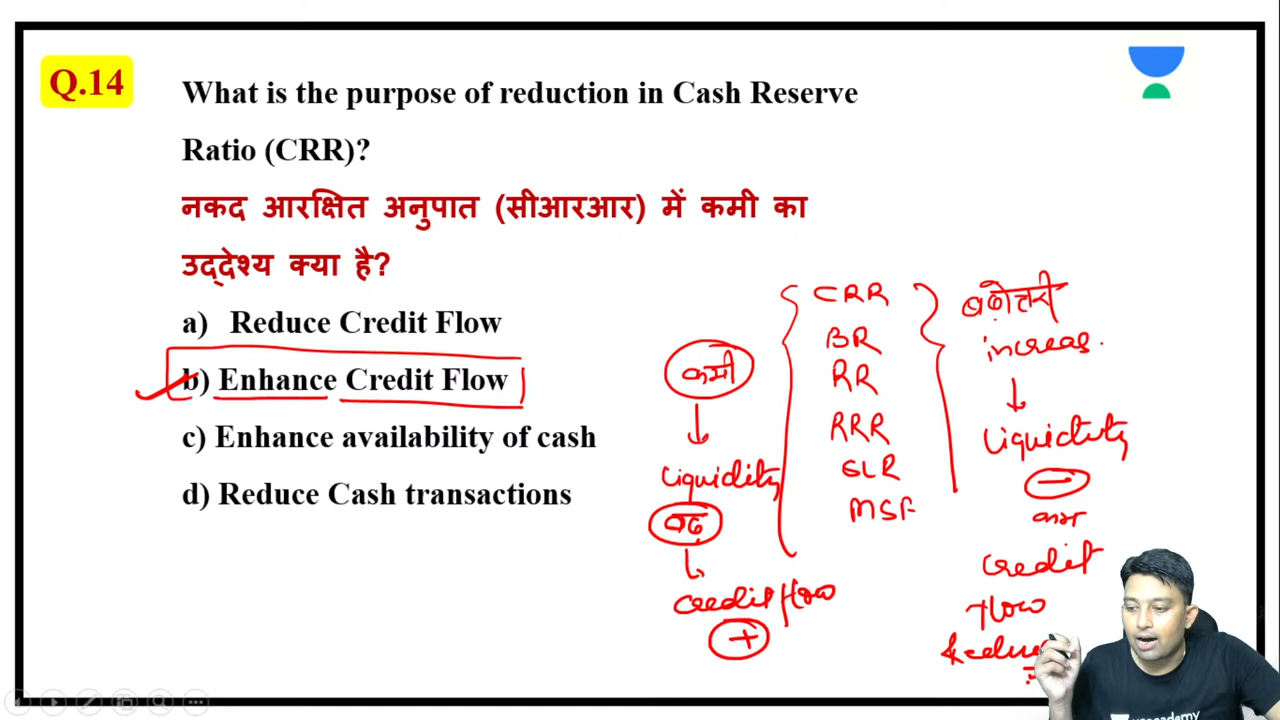 Q.14
What is the purpose of reduction in Cash Reserve
Ratio (CRR)?
नकद आरक्षित अनुपात (सीआरआर) में कमी का
उद्देश्य क्या है?
a) Reduce Credit Flow
b) Enhance Credit Flow
c) Enhance availability of cash
d) Reduce Cash transactions
कमी
Liquidity
बढ़
Credit flow
+
CRR
BR
RR
RRR
SLR
MSF
बढ़ोत्तरी
increas.
Liquidity
−
कम
Credit
flow